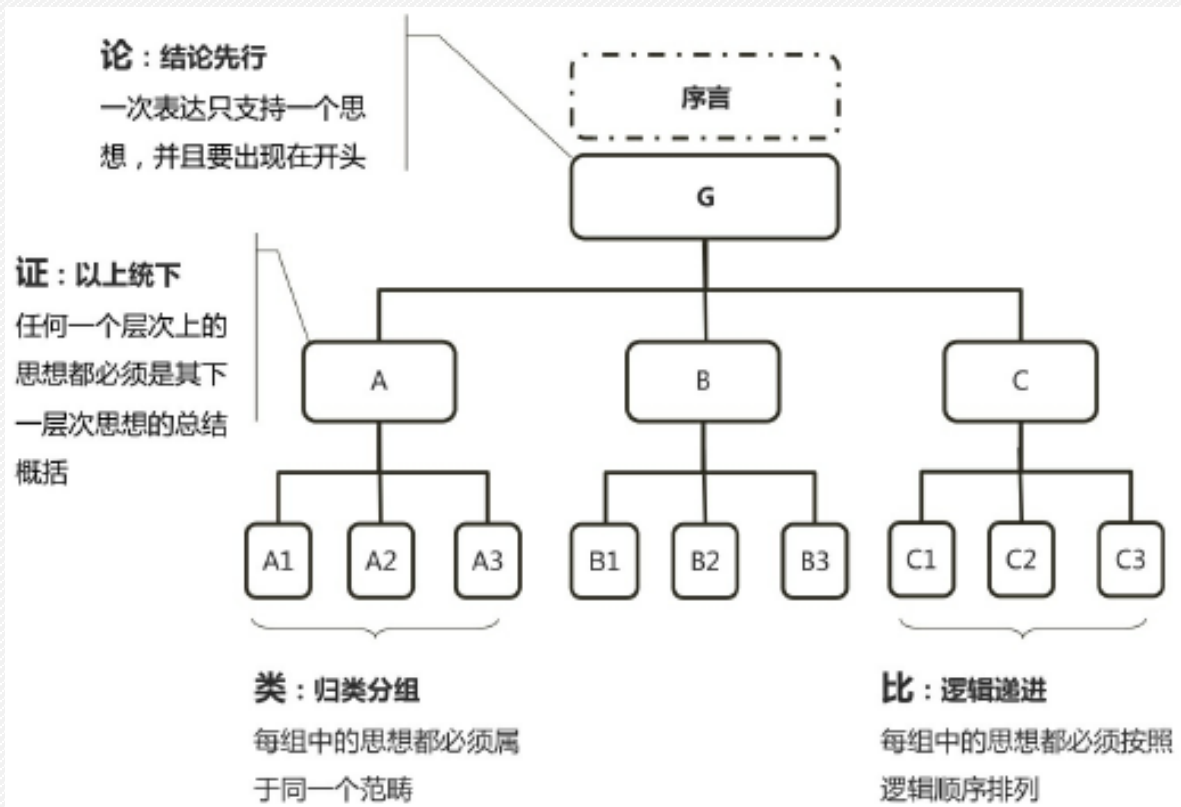 论：结论先行
一次表达只支持一个思
想，并且要出现在开头
序言
G
证：以上统下
任何一个层次上的
思想都必须是其下
一层次思想的总结
概括
A
B
C
A1
A2
A3
B1
B2
B3
C1
C2
C3
类：归类分组
每组中的思想都必须属
于同一个范畴
比：逻辑递进
每组中的思想都必须按照
逻辑顺序排列